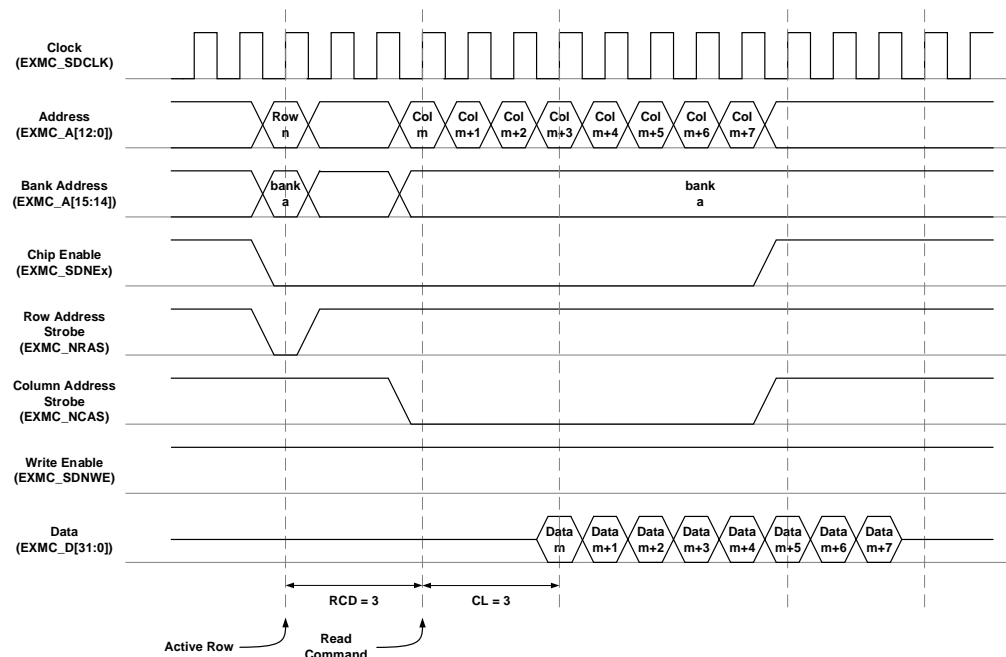 Clock
(EXMC_SDCLK)
Address
(EXMC_A[12:0])
Row
n
Col
m
Col
m+1
Col
m+2
Col
m+3
Col
m+4
Col
m+5
Col
m+6
Col
m+7
Bank Address
(EXMC_A[15:14])
bank
a
bank
a
Chip Enable
(EXMC_SDNEx)
Row Address
Strobe
(EXMC_NRAS)
Column Address
Strobe
(EXMC_NCAS)
Write Enable
(EXMC_SDNWE)
Data
(EXMC_D[31:0])
Data
m
Data
m+1
Data
m+2
Data
m+3
Data
m+4
Data
m+5
Data
m+6
Data
m+7
RCD = 3
CL = 3
Active Row
Read
Command